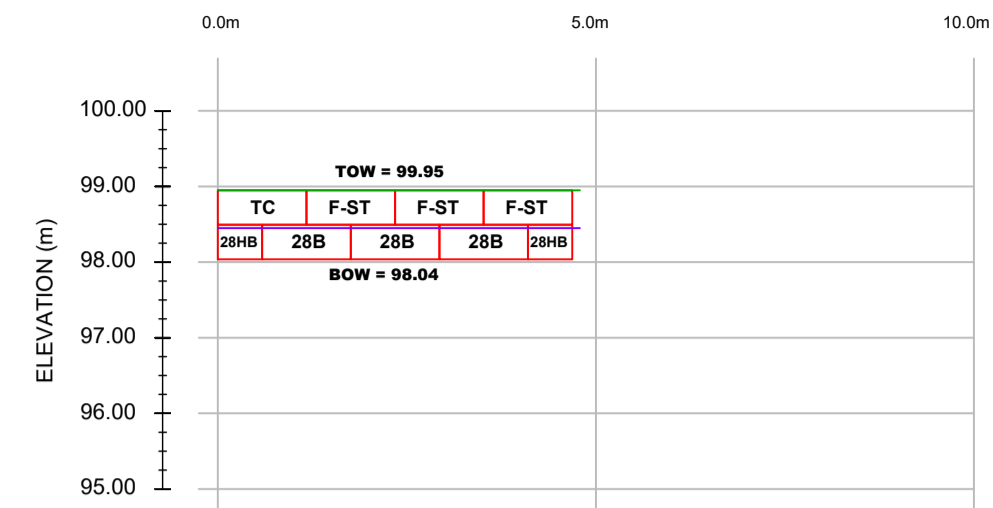 0.0m 5.0m 10.0m
100.00
TOW = 99.95
99.00
TC F-ST F-ST F-ST
28HB 28B 28B 28B 28HB
98.00
BOW = 98.04
97.00
96.00
95.00
ELEVATION (m)